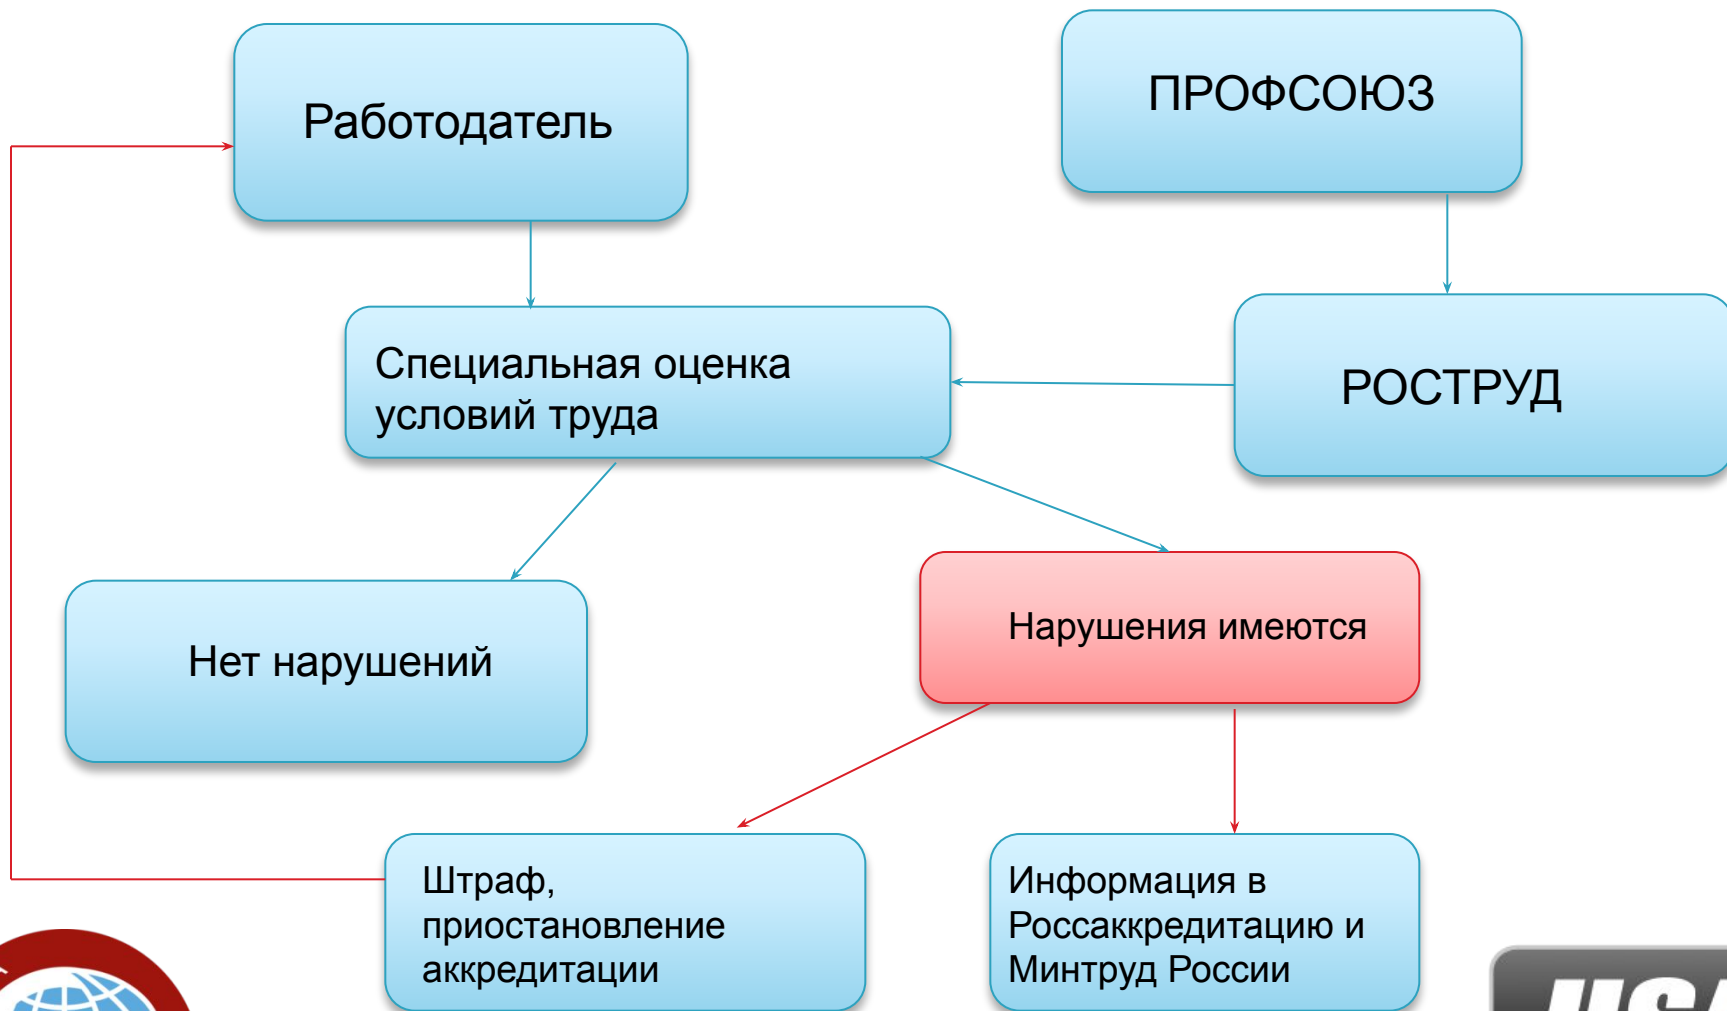 Работодатель
ПРОФСОЮЗ
Специальная оценка
условий труда
РОСТРУД
Нет нарушений
Нарушения имеются
Штраф,
приостановление
аккредитации
Информация в
Россаккредитацию и
Минтруд России